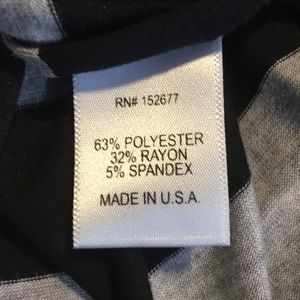 RN# 152677
63% POLYESTER
32% RAYON
5% SPANDEX
MADE IN U.S.A.